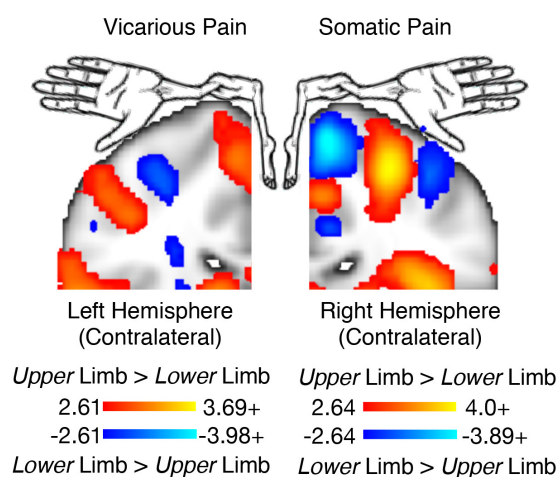 Vicarious Pain
Somatic Pain
Left Hemisphere
(Contralateral)
Right Hemisphere
(Contralateral)
Upper Limb > Lower Limb
2.61 3.69+
-2.61 -3.98+
Lower Limb > Upper Limb
Upper Limb > Lower Limb
2.64 4.0+
-2.64 -3.89+
Lower Limb > Upper Limb